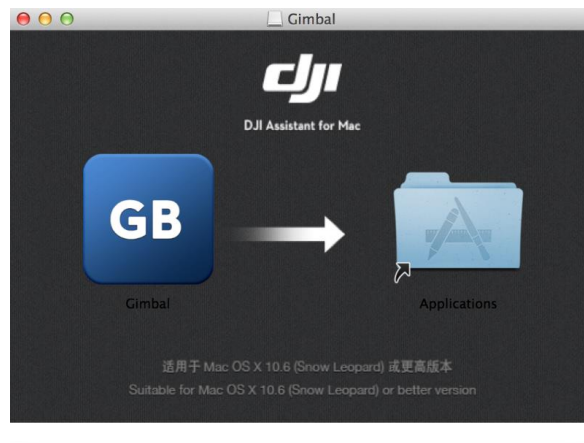 Gimbal
dji
DJI Assistant for Mac
GB
Gimbal
Applications
适用于 Mac OS X 10.6 (Snow Leopard) 或更高版本
Suitable for Mac OS X 10.6 (Snow Leopard) or better version